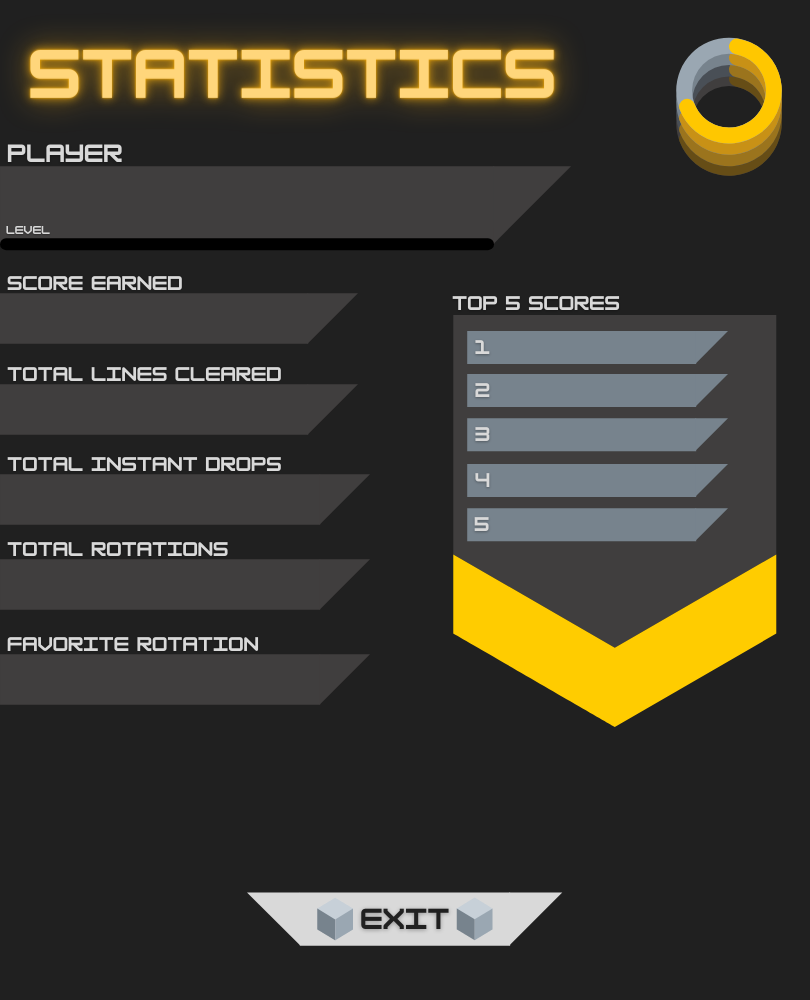 STATISTICS
PLAYER
LEVEL
SCORE EARNED
TOTAL LINES CLEARED
TOTAL INSTANT DROPS
TOTAL ROTATIONS
FAVORITE ROTATION
TOP 5 SCORES
1
2
3
4
5
EXIT